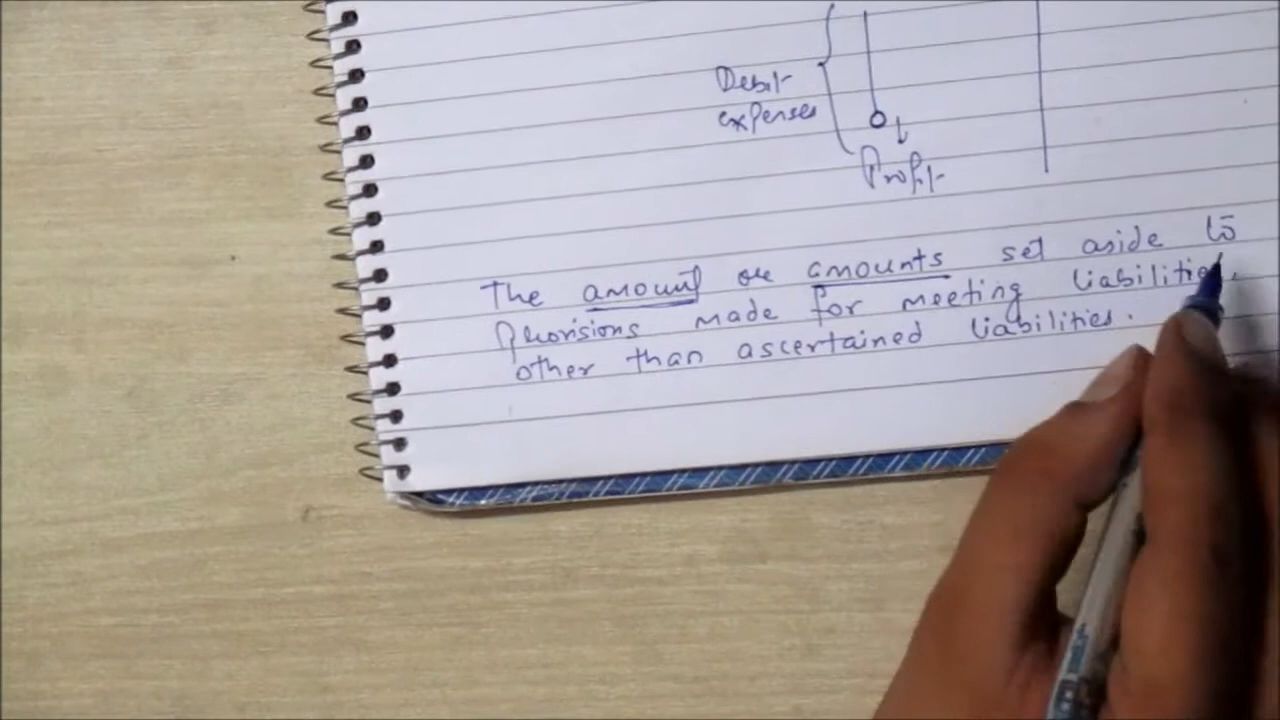 Debit
expenses
Profit
The amount or amounts set aside to
provisions made for meeting liabilities.
other than ascertained liabilities.